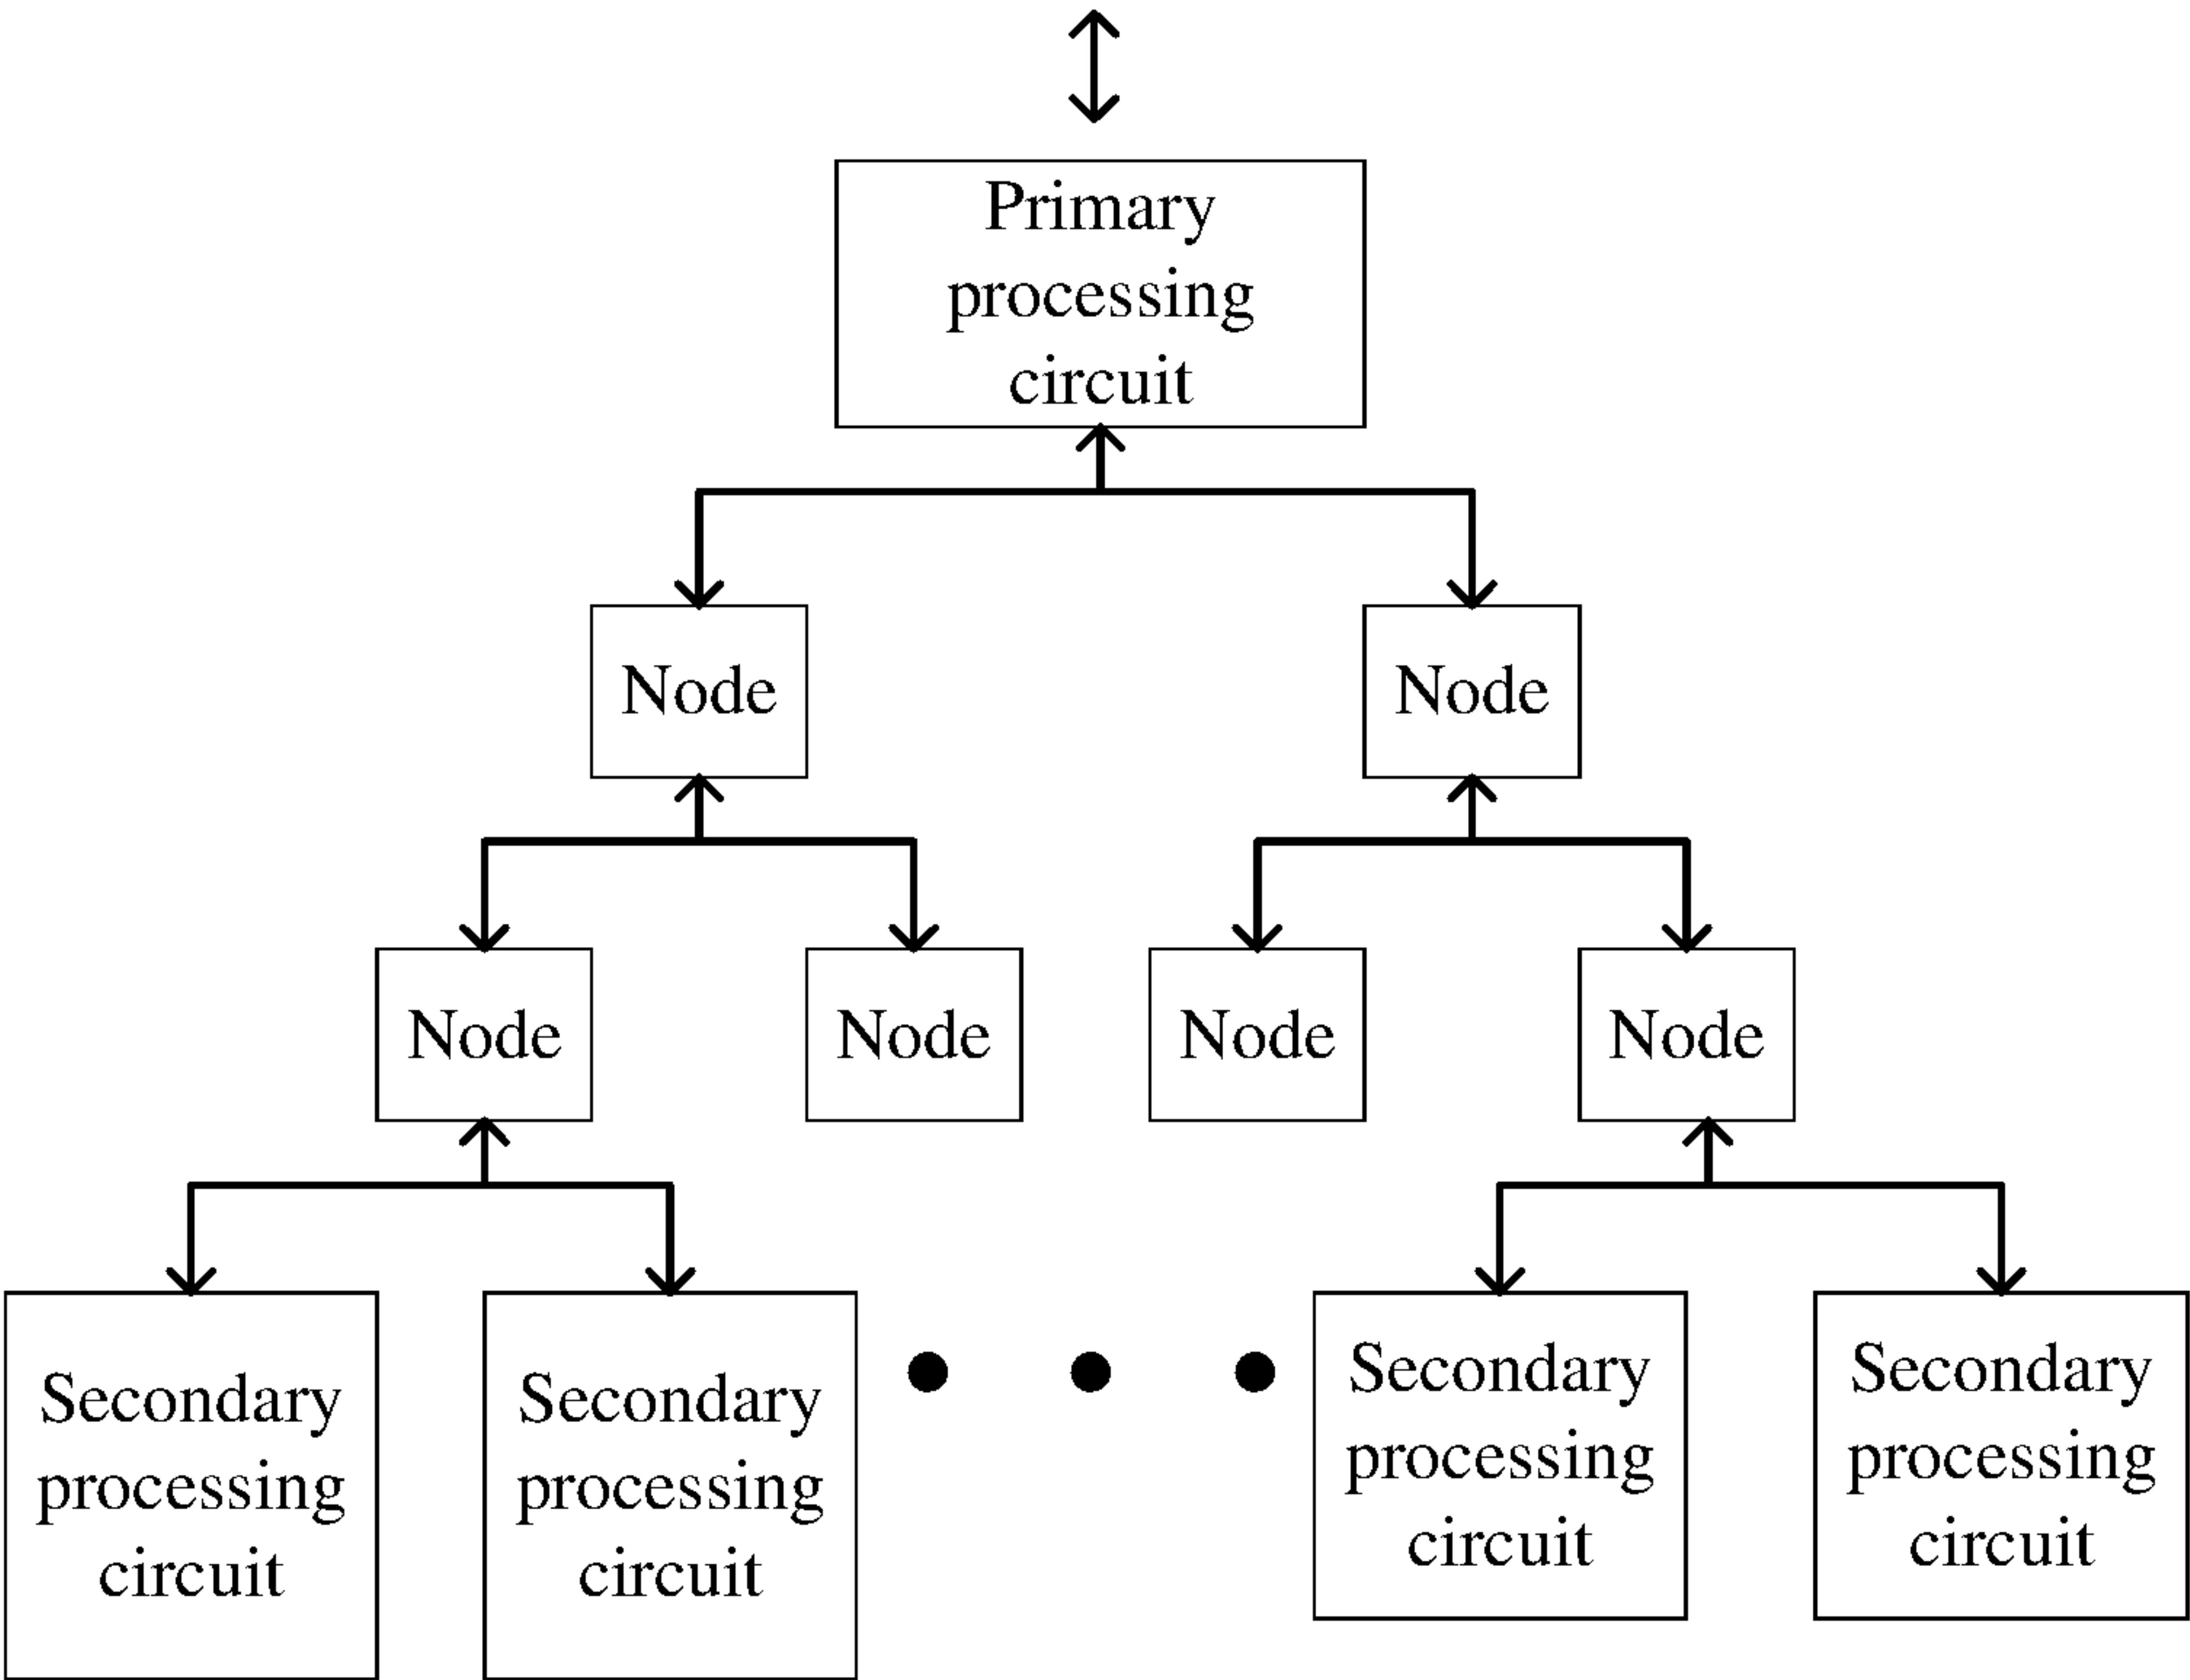 Primary
processing
circuit
Node
Node
Node
Node
Node
Node
Secondary
processing
circuit
Secondary
processing
circuit
Secondary
processing
circuit
Secondary
processing
circuit